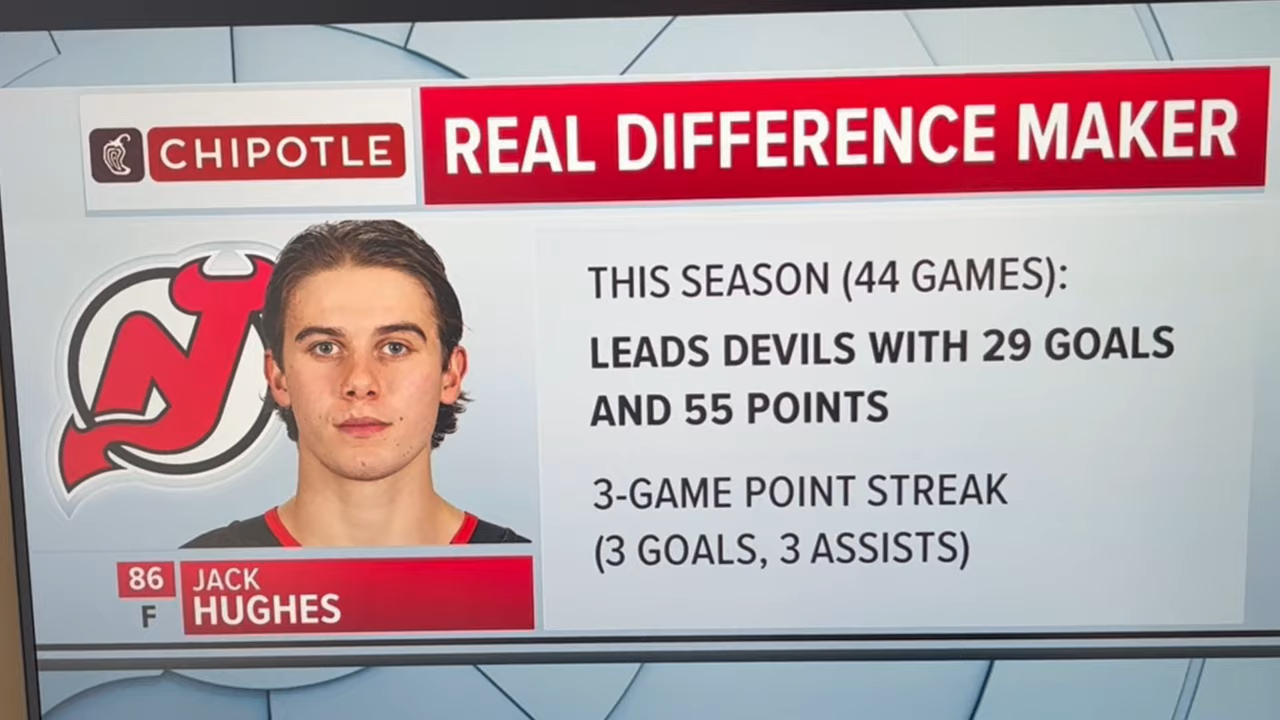 CHIPOTLE
REAL DIFFERENCE MAKER
THIS SEASON (44 GAMES):
LEADS DEVILS WITH 29 GOALS
AND 55 POINTS
3-GAME POINT STREAK
(3 GOALS, 3 ASSISTS)
NJ
86
F
JACK
HUGHES